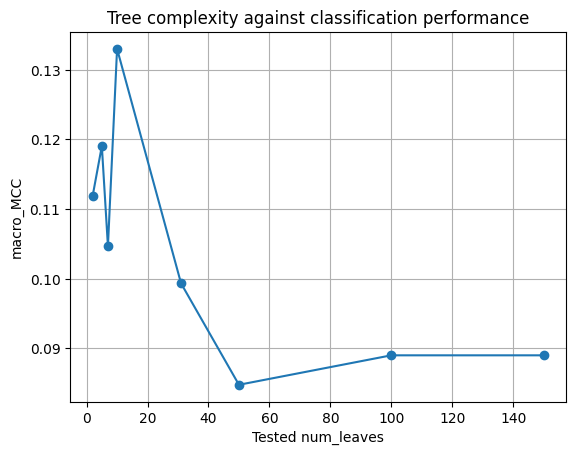 Tree complexity against classification performance
macro_MCC
0.13
0.12
0.11
0.10
0.09
0 20 40 60 80 100 120 140
Tested num_leaves